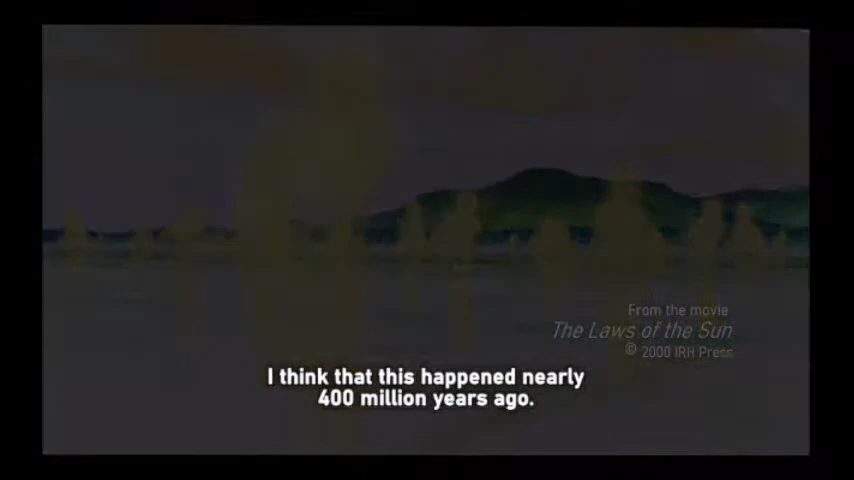 From the movie
The Laws of the Sun
© 2000 IRH Press
I think that this happened nearly
400 million years ago.